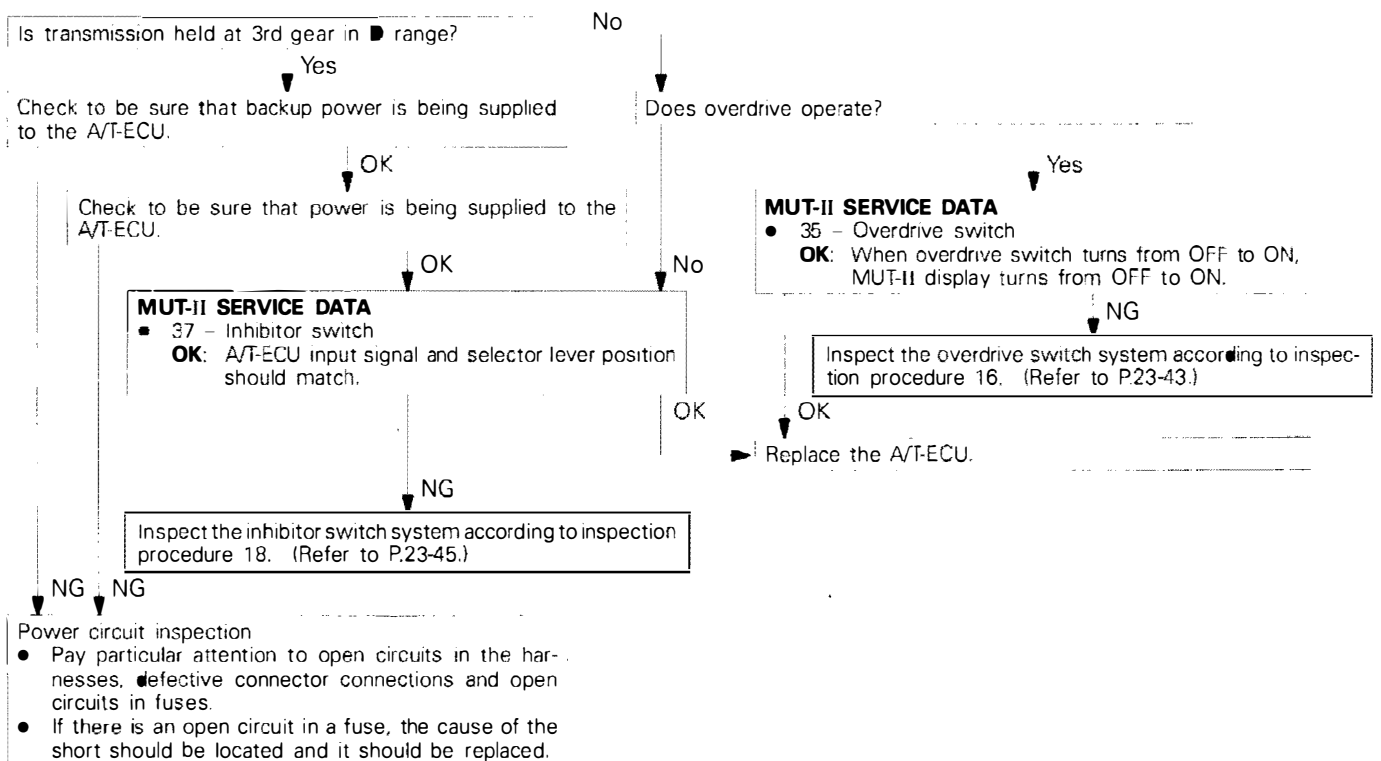 Is transmission held at 3rd gear in D range?
No
Yes
Check to be sure that backup power is being supplied
to the A/T-ECU.
Does overdrive operate?
OK
Yes
Check to be sure that power is being supplied to the
A/T-ECU.
MUT-II SERVICE DATA
● 35 – Overdrive switch
OK: When overdrive switch turns from OFF to ON,
MUT-II display turns from OFF to ON.
OK
No
MUT-II SERVICE DATA
● 37 – Inhibitor switch
OK: A/T-ECU input signal and selector lever position
should match.
NG
Inspect the overdrive switch system according to inspec-
tion procedure 16. (Refer to P.23-43.)
OK
OK
Replace the A/T-ECU.
NG
Inspect the inhibitor switch system according to inspection
procedure 18. (Refer to P.23-45.)
NG
NG
Power circuit inspection
● Pay particular attention to open circuits in the har-
nesses, defective connector connections and open
circuits in fuses.
● If there is an open circuit in a fuse, the cause of the
short should be located and it should be replaced.